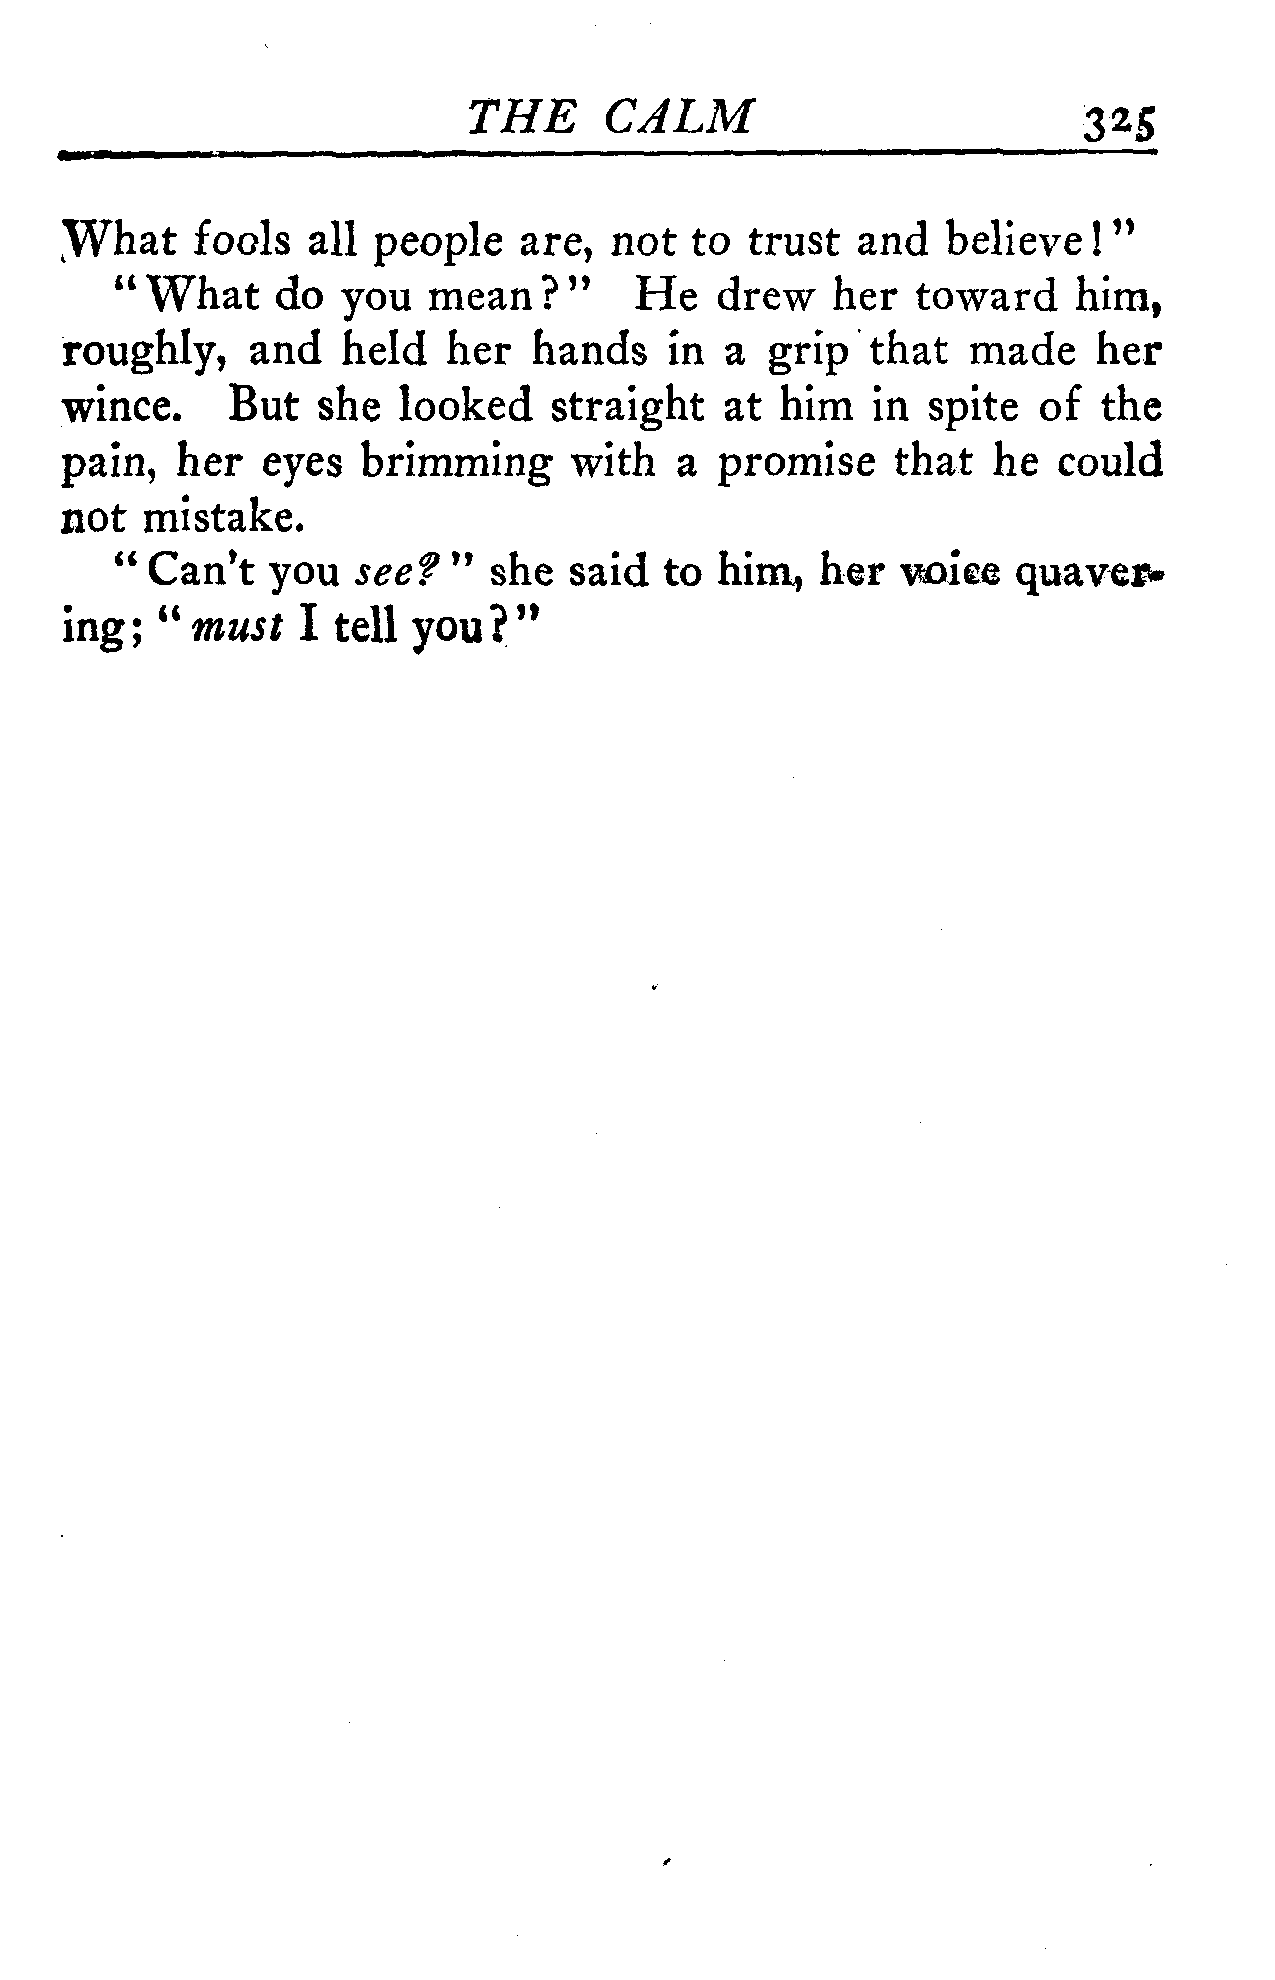 THE CALM 325
What fools all people are, not to trust and believe!"
"What do you mean?" He drew her toward him,
roughly, and held her hands in a grip that made her
wince. But she looked straight at him in spite of the
pain, her eyes brimming with a promise that he could
not mistake.
"Can't you see?" she said to him, her voice quaver-
ing; "must I tell you?"